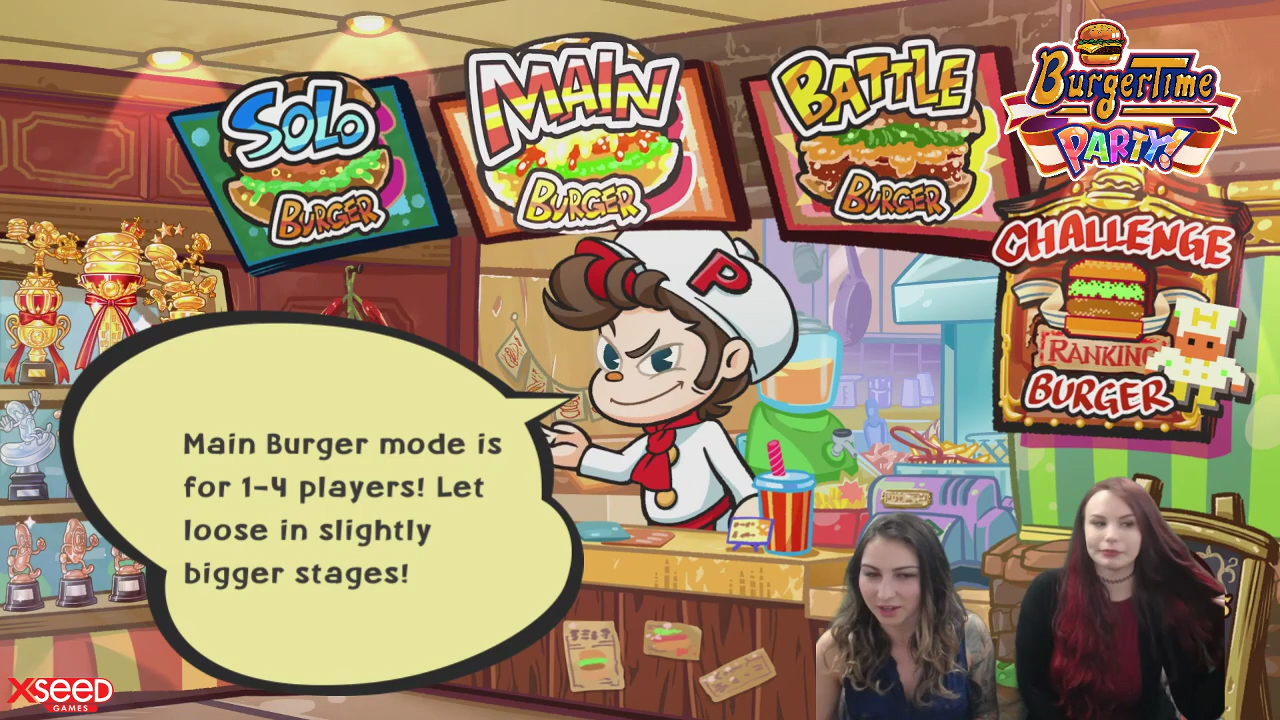 SOLO
BURGER
MAIN
BURGER
BATTLE
BURGER
BURGERTIME
PARTY!
CHALLENGE
RANKING
BURGER
H
P
Main Burger mode is
for 1-4 players! Let
loose in slightly
bigger stages!
XSEED
GAMES